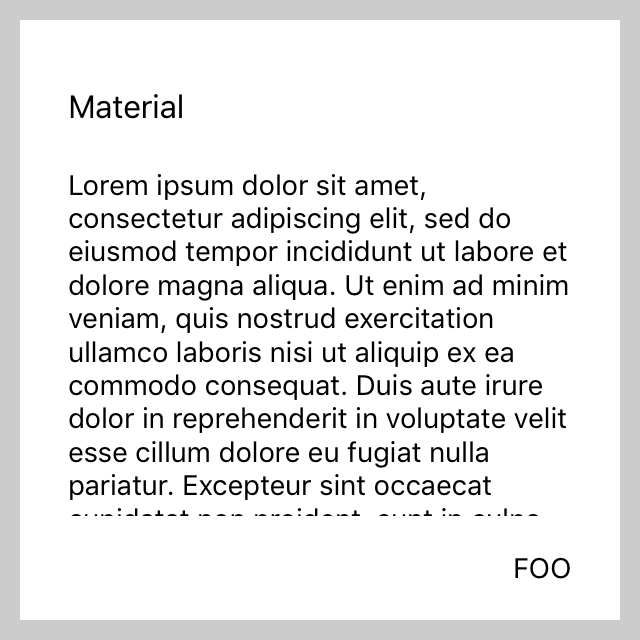 Material
Lorem ipsum dolor sit amet,
consectetur adipiscing elit, sed do
eiusmod tempor incididunt ut labore et
dolore magna aliqua. Ut enim ad minim
veniam, quis nostrud exercitation
ullamco laboris nisi ut aliquip ex ea
commodo consequat. Duis aute irure
dolor in reprehenderit in voluptate velit
esse cillum dolore eu fugiat nulla
pariatur. Excepteur sint occaecat
FOO